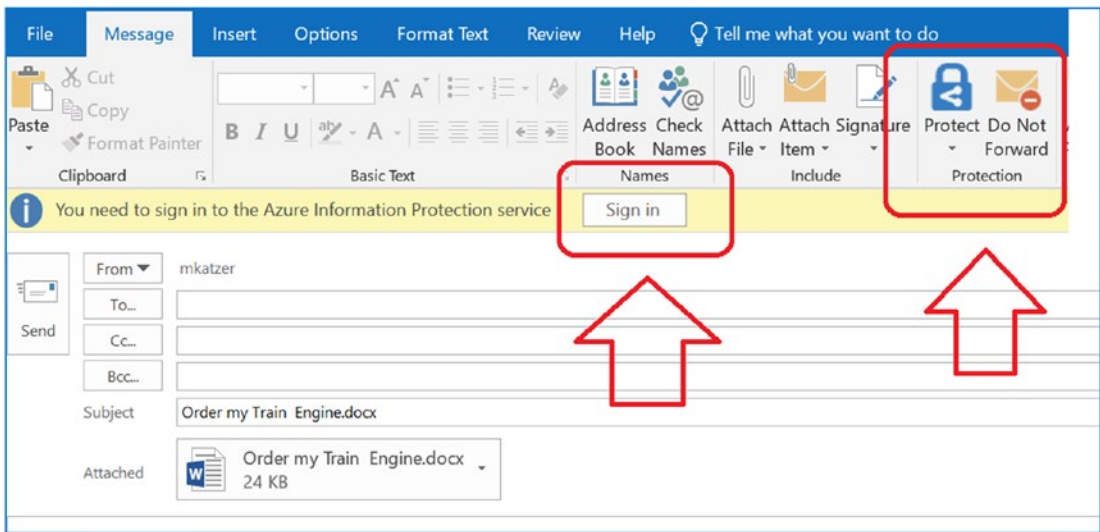 File Message Insert Options Format Text Review Help Tell me what you want to do
Cut
Copy
Paste
Format Painter
Clipboard
B I U aby A
A A
Basic Text
Address Book
Check Names
Names
Attach File
Attach Item
Signature
Include
Protect
Do Not Forward
Protection
You need to sign in to the Azure Information Protection service Sign in
Send
From mkatzer
To...
Cc...
Bcc...
Subject Order my Train Engine.docx
Attached Order my Train Engine.docx
24 KB